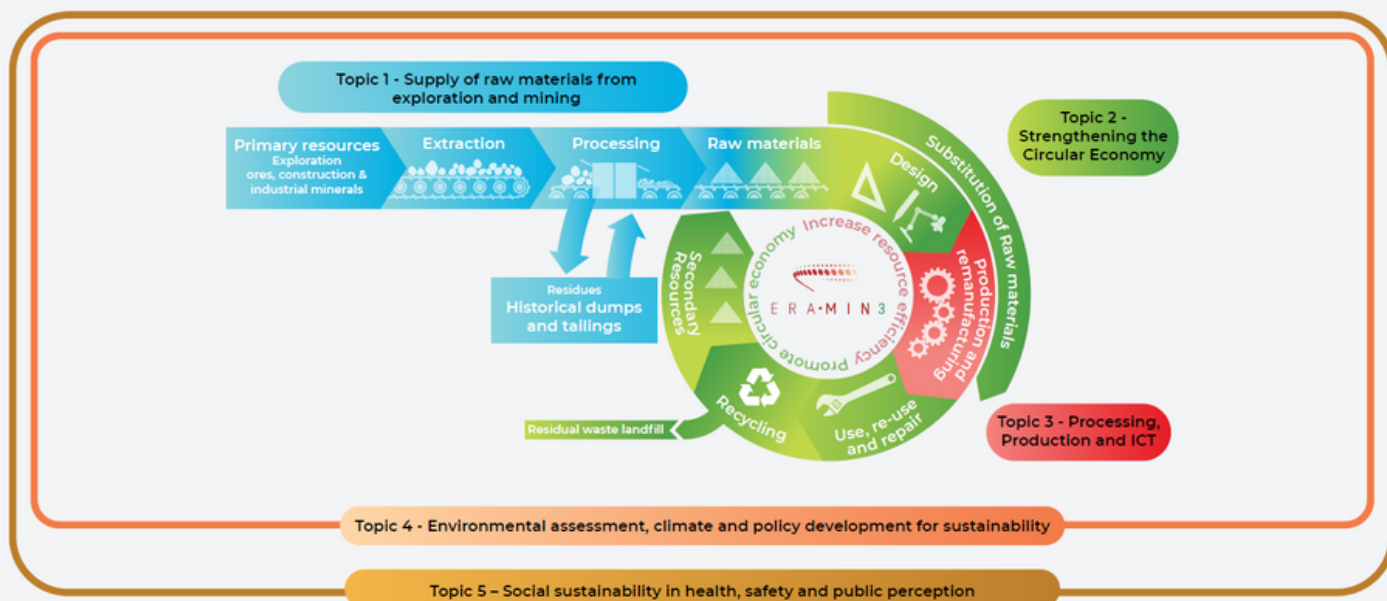 Topic 1 - Supply of raw materials from
exploration and mining
Primary resources
Exploration
ores, construction &
industrial minerals
Extraction
Processing
Raw materials
Design
Substitution of Raw materials
Topic 2 -
Strengthening the
Circular Economy
Production and
remanufacturing
Increase resource efficiency
Promote circular economy
ERA•MIN3
Secondary
Resources
Residues
Historical dumps
and tailings
Recycling
Use, re-use
and repair
Residual waste landfill
Topic 3 - Processing,
Production and ICT
Topic 4 - Environmental assessment, climate and policy development for sustainability
Topic 5 – Social sustainability in health, safety and public perception